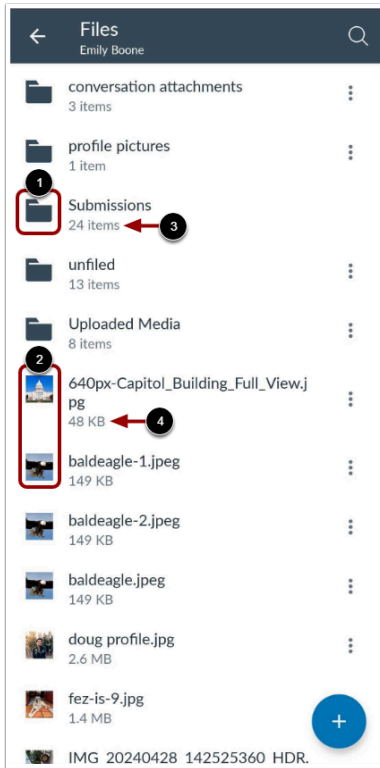 Files
Emily Boone
conversation attachments
3 items
profile pictures
1 item
1
Submissions
24 items
3
unfiled
13 items
Uploaded Media
8 items
2
640px-Capitol_Building_Full_View.j
pg
48 KB
4
baldeagle-1.jpeg
149 KB
baldeagle-2.jpeg
149 KB
baldeagle.jpeg
149 KB
doug profile.jpg
2.6 MB
fez-is-9.jpg
1.4 MB
IMG_20240428_142525360_HDR.